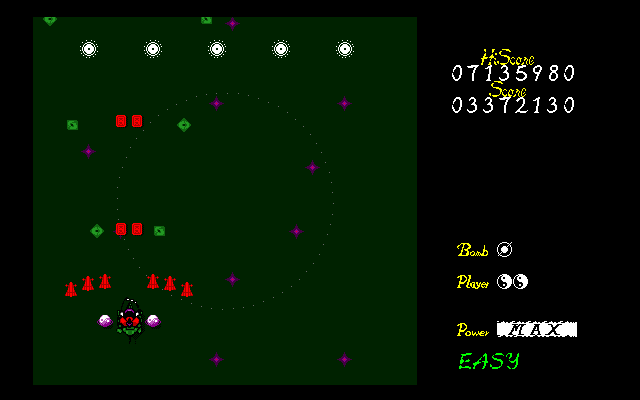 HiScore
07135980
Score
03372130
Bomb
Player
Power MAX
EASY